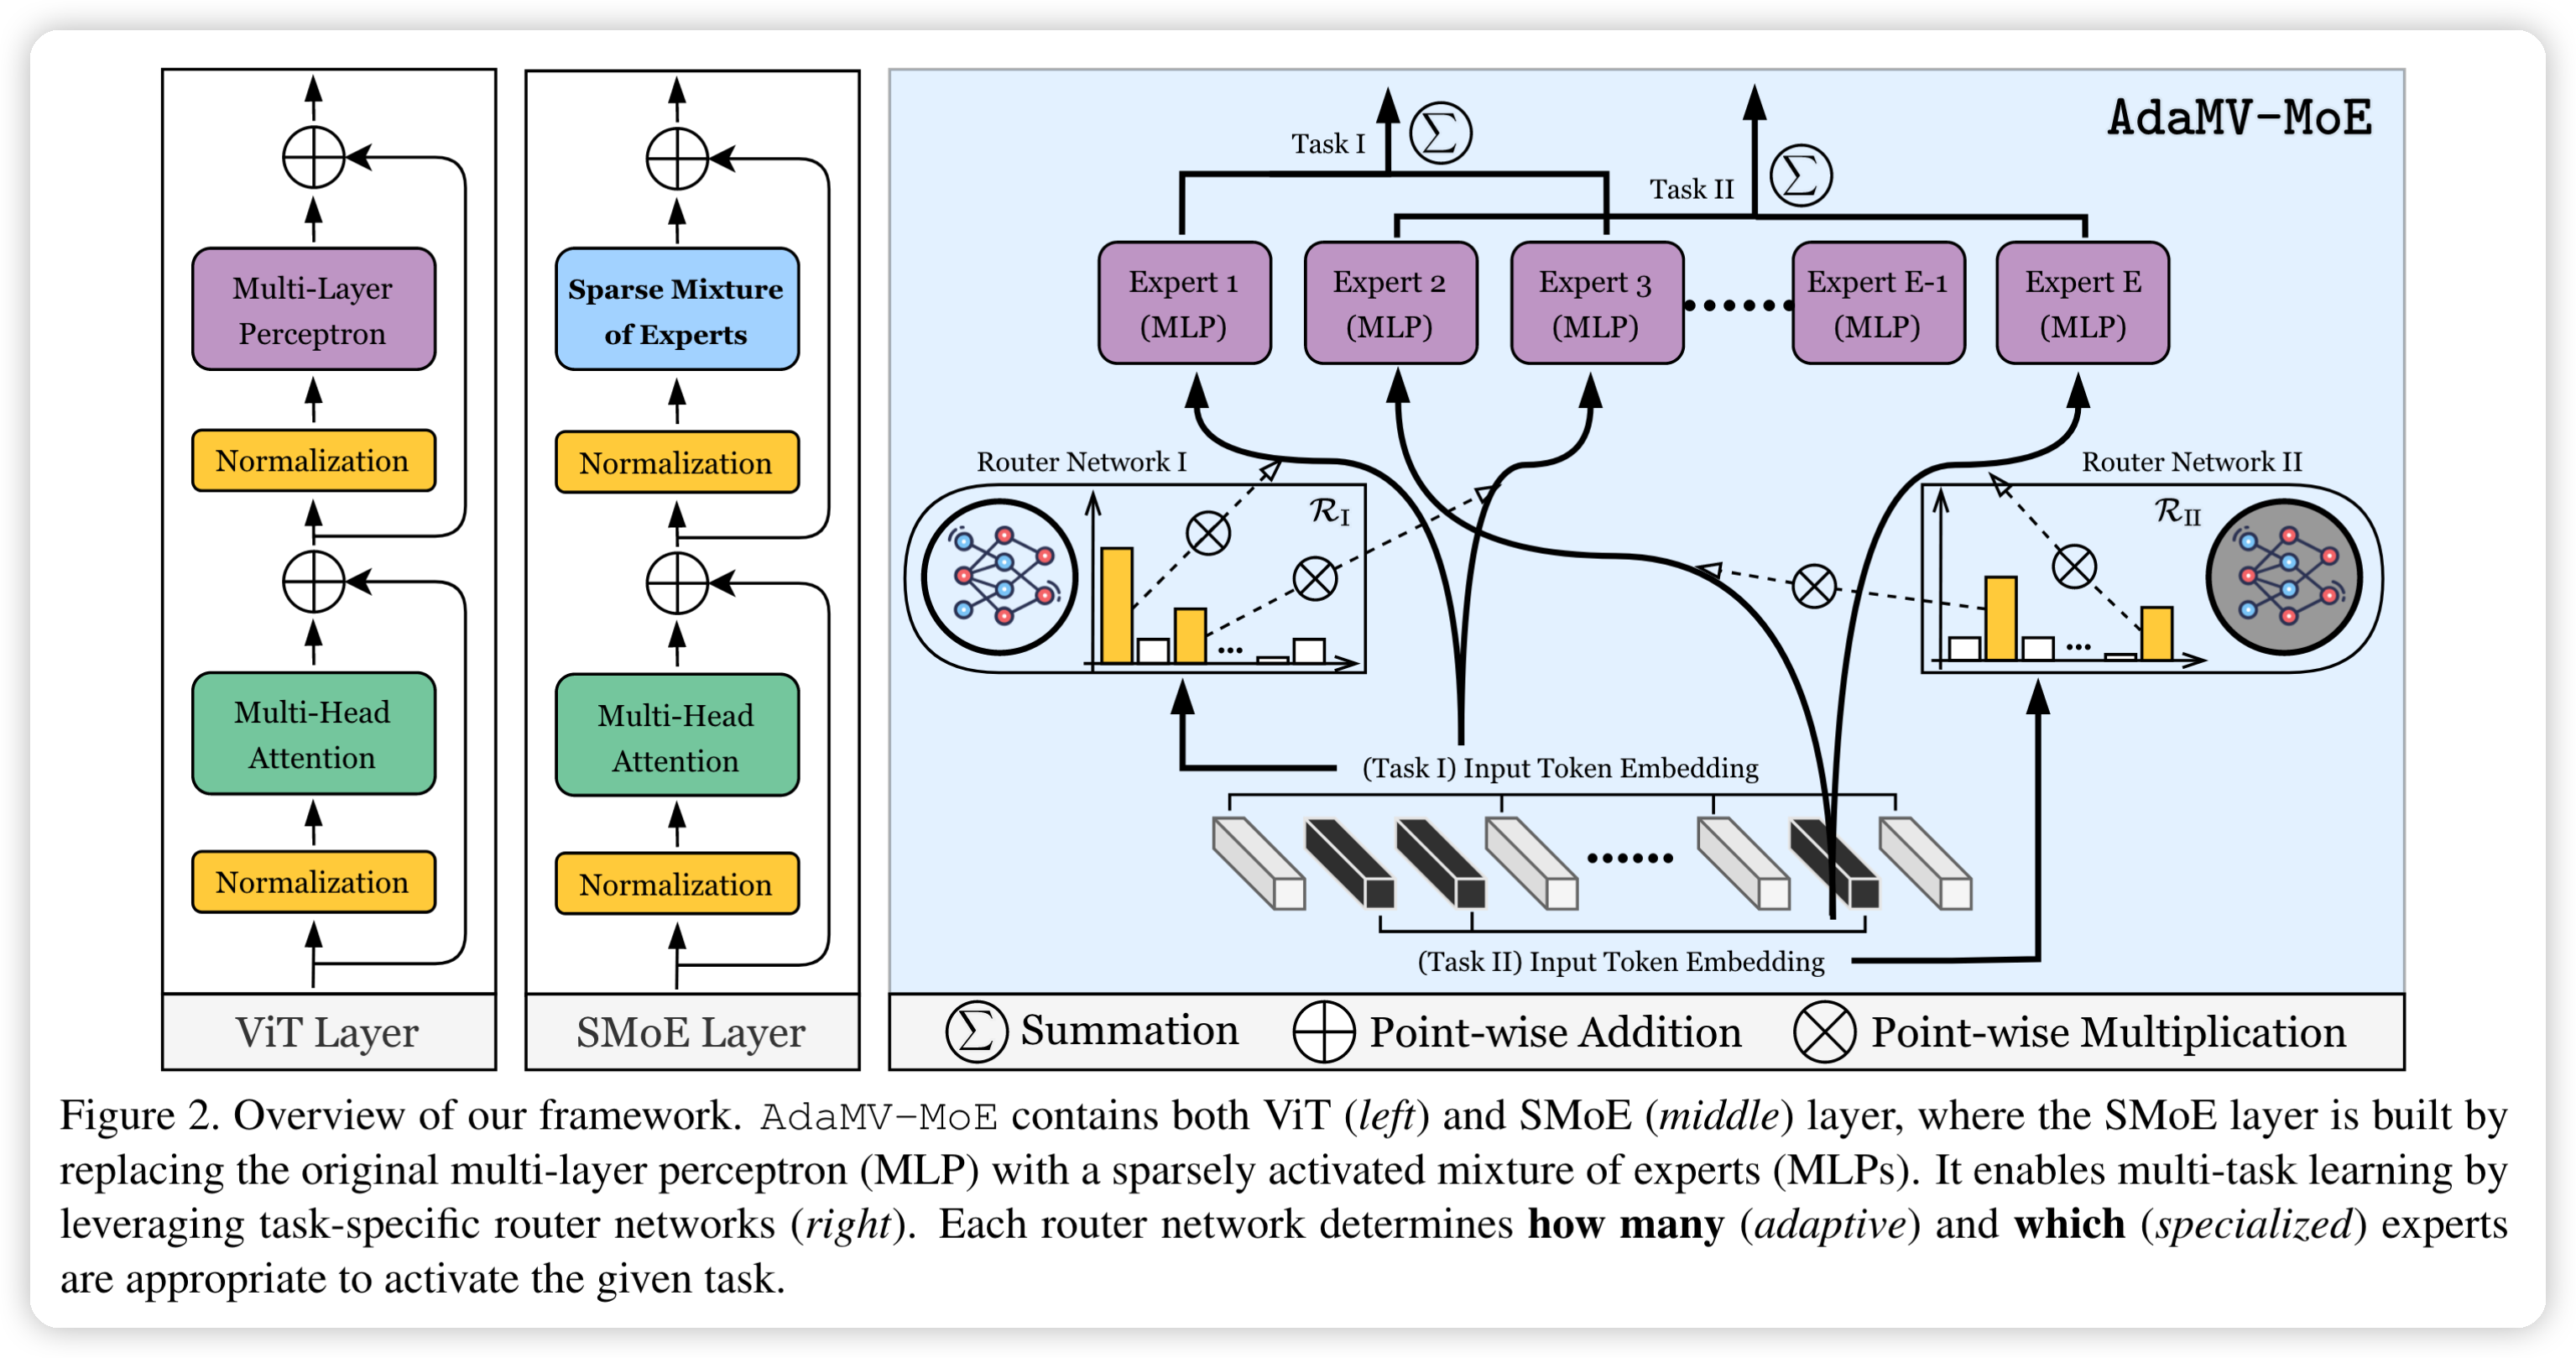 Multi-Layer
Perceptron
Normalization
Multi-Head
Attention
Normalization
ViT Layer
Sparse Mixture
of Experts
Normalization
Multi-Head
Attention
Normalization
SMoE Layer
AdaMV-MoE
Task I
Σ
Task II
Σ
Expert 1
(MLP)
Expert 2
(MLP)
Expert 3
(MLP)
Expert E-1
(MLP)
Expert E
(MLP)
Router Network I
R_I
...
Router Network II
R_II
...
(Task I) Input Token Embedding
(Task II) Input Token Embedding
Σ Summation
⊕ Point-wise Addition
⊗ Point-wise Multiplication
Figure 2. Overview of our framework. AdaMV-MoE contains both ViT (left) and SMoE (middle) layer, where the SMoE layer is built by
replacing the original multi-layer perceptron (MLP) with a sparsely activated mixture of experts (MLPs). It enables multi-task learning by
leveraging task-specific router networks (right). Each router network determines how many (adaptive) and which (specialized) experts
are appropriate to activate the given task.